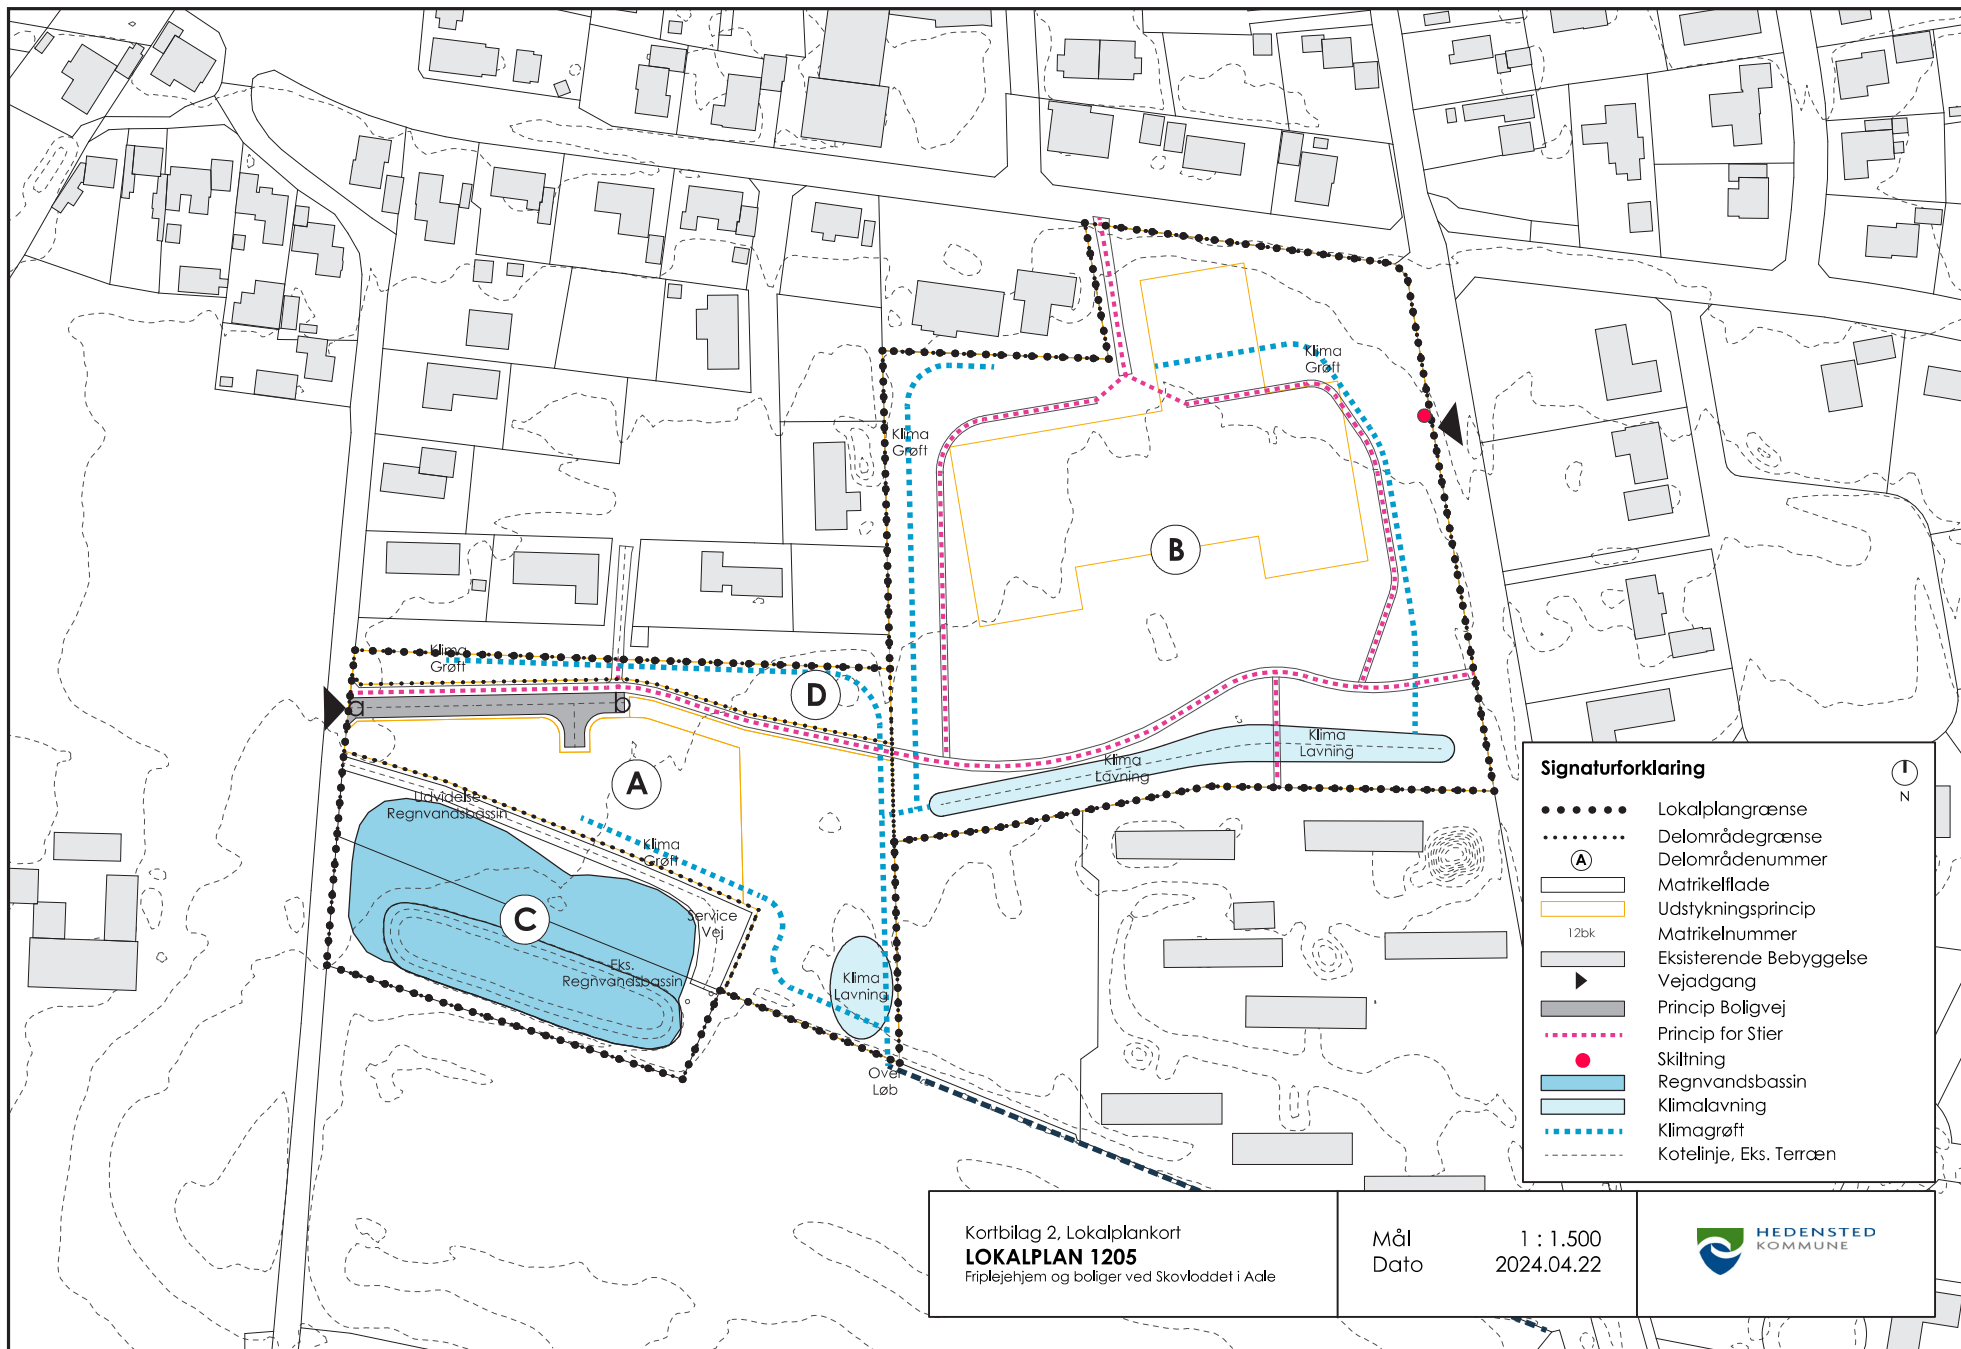 Klima
Grøft
Klima
Grøft
B
Klima
Grøft
D
a
b
A
Klima
Lavning
Klima
Lavning
Udvidelse
Regnvandsbassin
Klima
Grøft
C
Service
Vej
Eks.
Regnvandsbassin
Klima
Lavning
Over
Løb
Signaturforklaring
N
Lokalplangrænse
Delområdegrænse
A Delområdenummer
Matrikelflade
Udstykningsprincip
12bk Matrikelnummer
Eksisterende Bebyggelse
Vejadgang
Princip Boligvej
Princip for Stier
Skiltning
Regnvandsbassin
Klimalavning
Klimagrøft
Kotelinje, Eks. Terræn
Kortbilag 2, Lokalplankort
LOKALPLAN 1205
Friplejehjem og boliger ved Skovloddet i Aale
Mål 1 : 1.500
Dato 2024.04.22
HEDENSTED
KOMMUNE